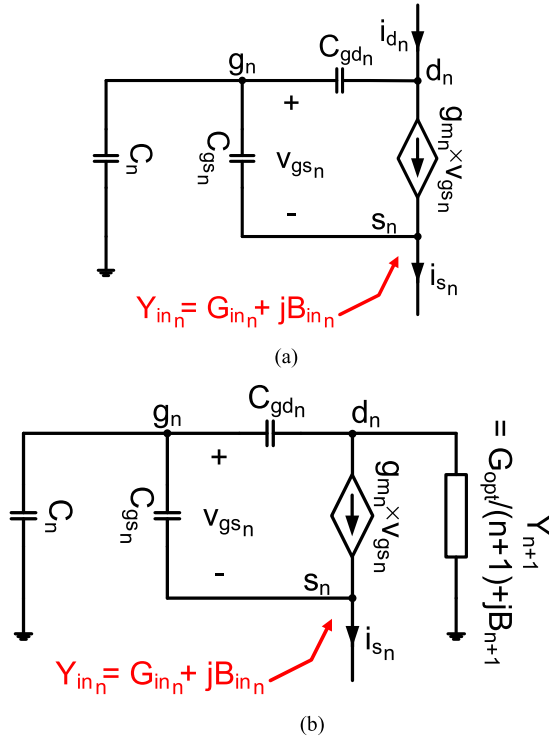 i_dn
C_gdn
g_n
d_n
+
C_n
C_gsn
v_gsn
g_mn×v_gsn
-
s_n
i_sn
Y_inn= G_inn+ jB_inn
(a)
C_gdn
g_n
d_n
+
C_n
C_gsn
v_gsn
g_mn×v_gsn
Y_n+1
= G_opt/(n+1)+jB_n+1
-
s_n
i_sn
Y_inn= G_inn+ jB_inn
(b)